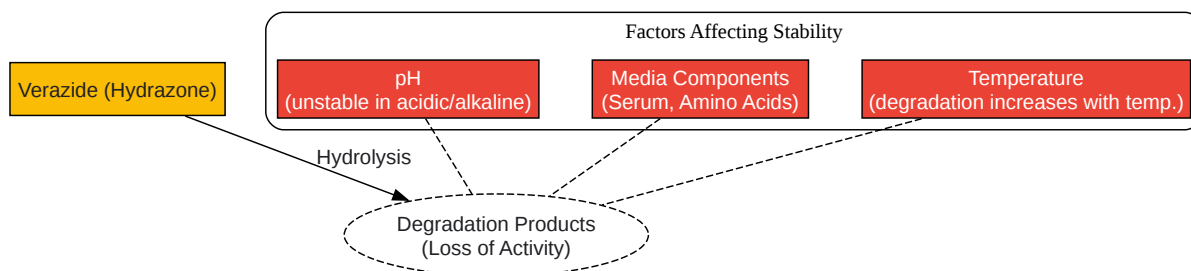 Factors Affecting Stability
Verazide (Hydrazone)
pH
(unstable in acidic/alkaline)
Media Components
(Serum, Amino Acids)
Temperature
(degradation increases with temp.)
Hydrolysis
Degradation Products
(Loss of Activity)